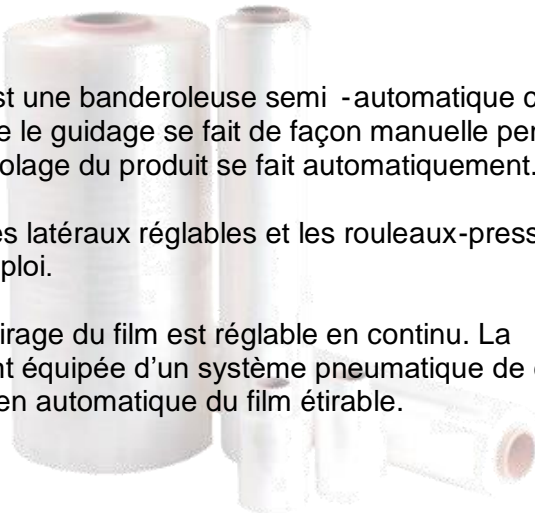 st une banderoleuse semi -automatique
e le guidage se fait de façon manuelle
olage du produit se fait automatiquement.
es latéraux réglables et les rouleaux-press
ploi.
irage du film est réglable en continu. La
nt équipée d’un système pneumatique de
en automatique du film étirable.